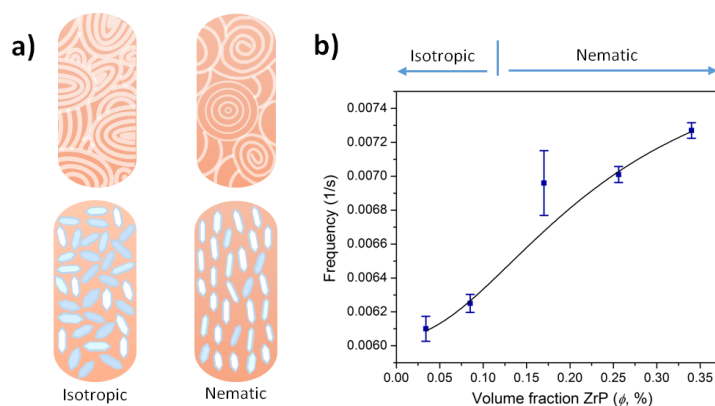 a)
Isotropic
Nematic
b)
Isotropic
Nematic
0.0074
0.0072
0.0070
0.0068
0.0066
0.0064
0.0062
0.0060
Frequency (1/s)
0.00 0.05 0.10 0.15 0.20 0.25 0.30 0.35
Volume fraction ZrP (ϕ, %)